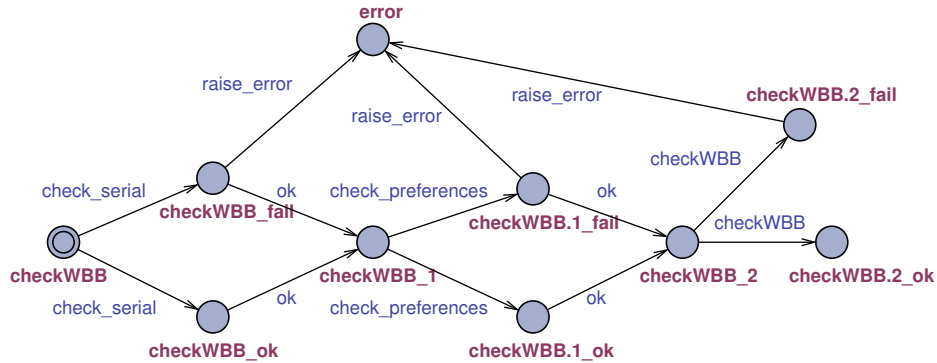 error
raise_error
raise_error
raise_error
checkWBB.2_fail
checkWBB
check_serial
ok
check_preferences
ok
checkWBB_fail
checkWBB.1_fail
checkWBB
checkWBB
checkWBB_1
checkWBB_2
checkWBB.2_ok
check_serial
ok
check_preferences
ok
checkWBB_ok
checkWBB.1_ok